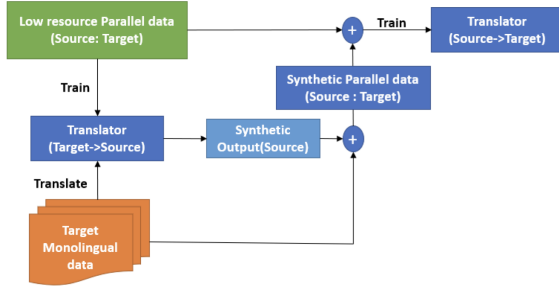 Low resource Parallel data
(Source: Target)
+
Train
Translator
(Source->Target)
Train
Synthetic Parallel data
(Source : Target)
Translator
(Target->Source)
Synthetic
Output(Source)
+
Translate
Target
Monolingual
data